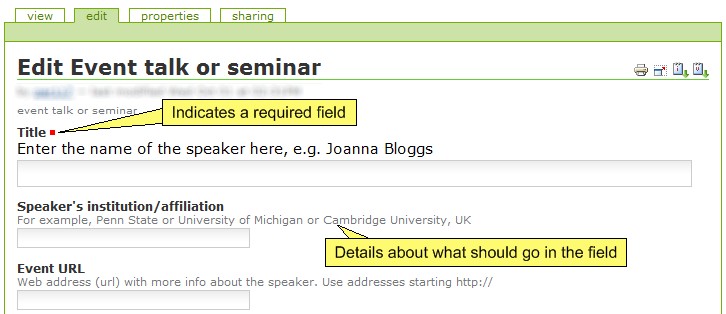 view edit properties sharing
Edit Event talk or seminar
event talk or seminar
Indicates a required field
Title
Enter the name of the speaker here, e.g. Joanna Bloggs
Speaker's institution/affiliation
For example, Penn State or University of Michigan or Cambridge University, UK
Details about what should go in the field
Event URL
Web address (url) with more info about the speaker. Use addresses starting http://